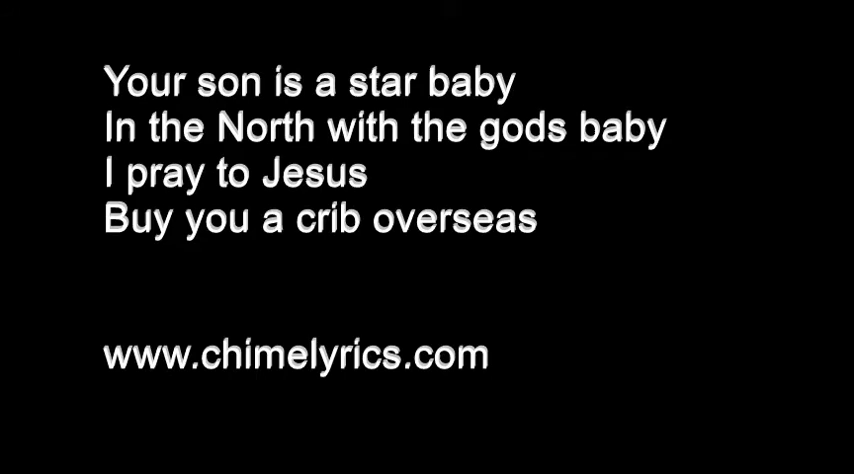 Your son is a star baby
In the North with the gods baby
I pray to Jesus
Buy you a crib overseas
www.chimelyrics.com